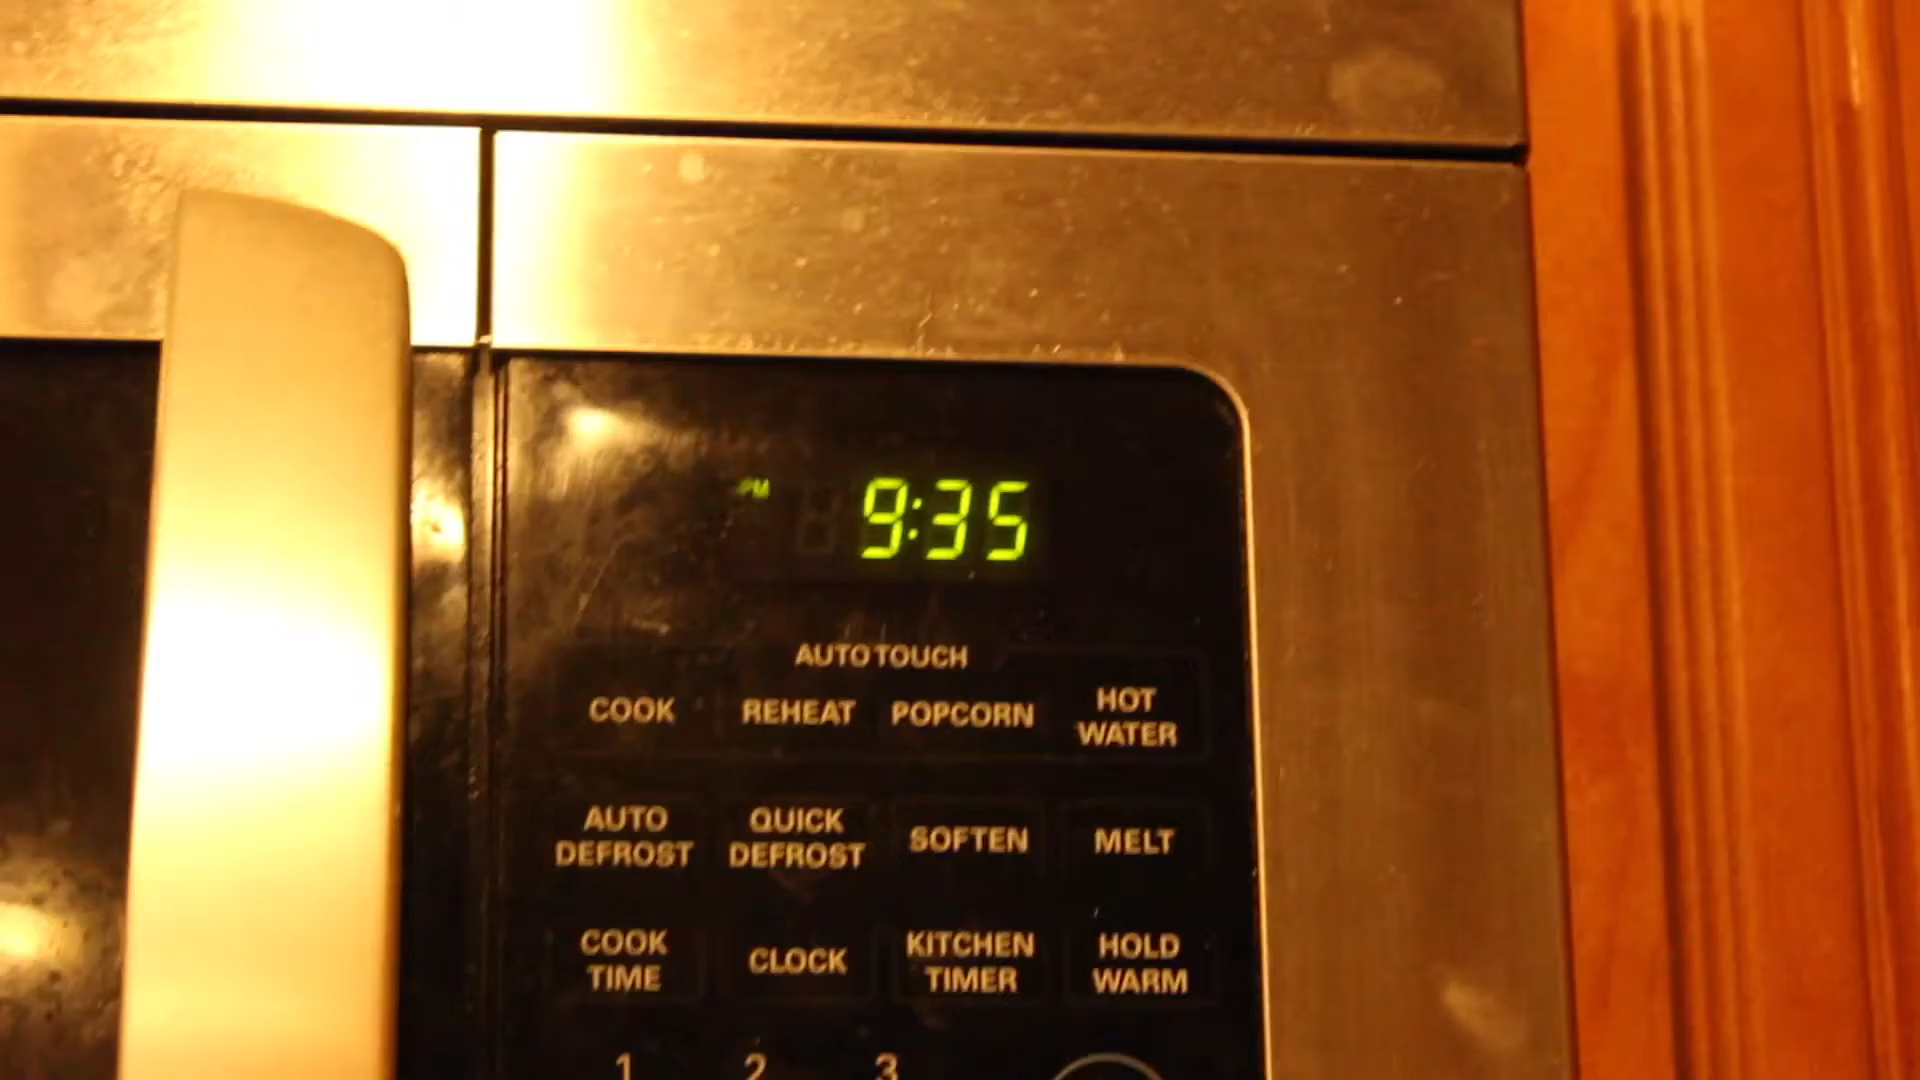 PM 9:35
AUTO TOUCH
COOK REHEAT POPCORN HOT WATER
AUTO DEFROST QUICK DEFROST SOFTEN MELT
COOK TIME CLOCK KITCHEN TIMER HOLD WARM
1 2 3